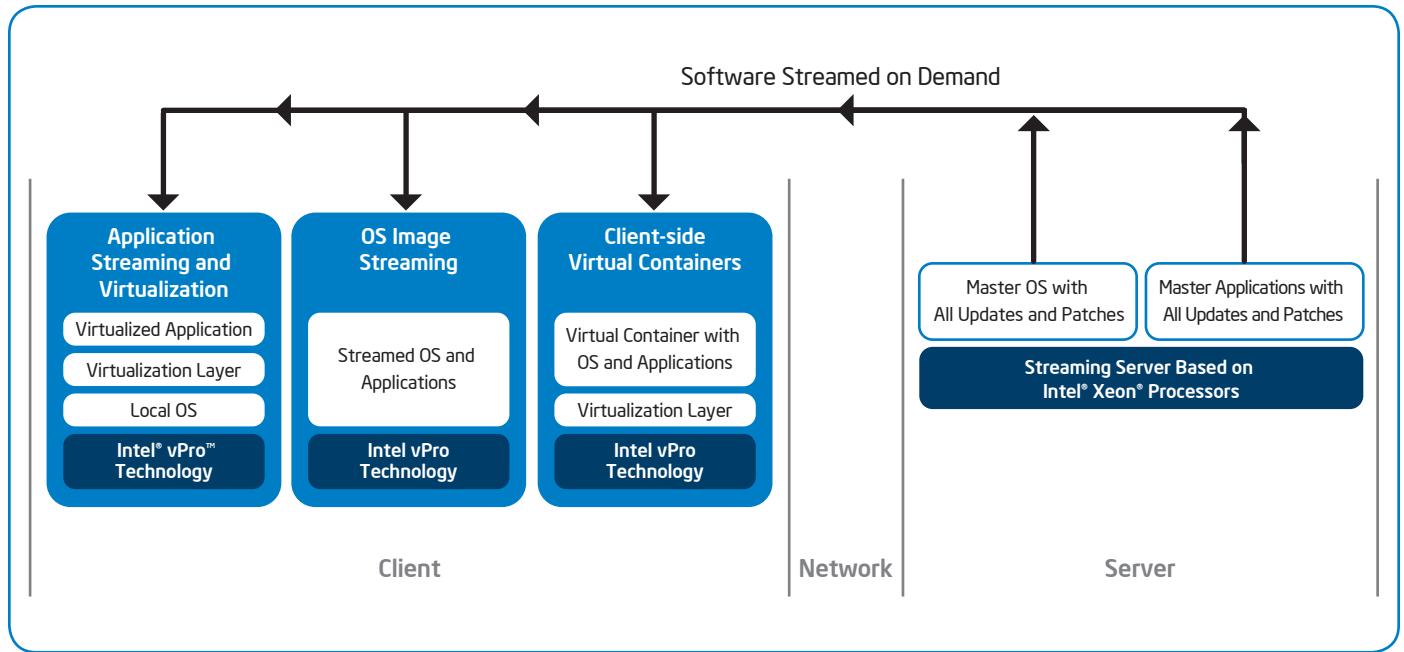 Software Streamed on Demand
Application
Streaming and
Virtualization
Virtualized Application
Virtualization Layer
Local OS
Intel® vPro™
Technology
OS Image
Streaming
Streamed OS and
Applications
Intel vPro
Technology
Client-side
Virtual Containers
Virtual Container with
OS and Applications
Virtualization Layer
Intel vPro
Technology
Master OS with
All Updates and Patches
Master Applications with
All Updates and Patches
Streaming Server Based on
Intel® Xeon® Processors
Client
Network
Server